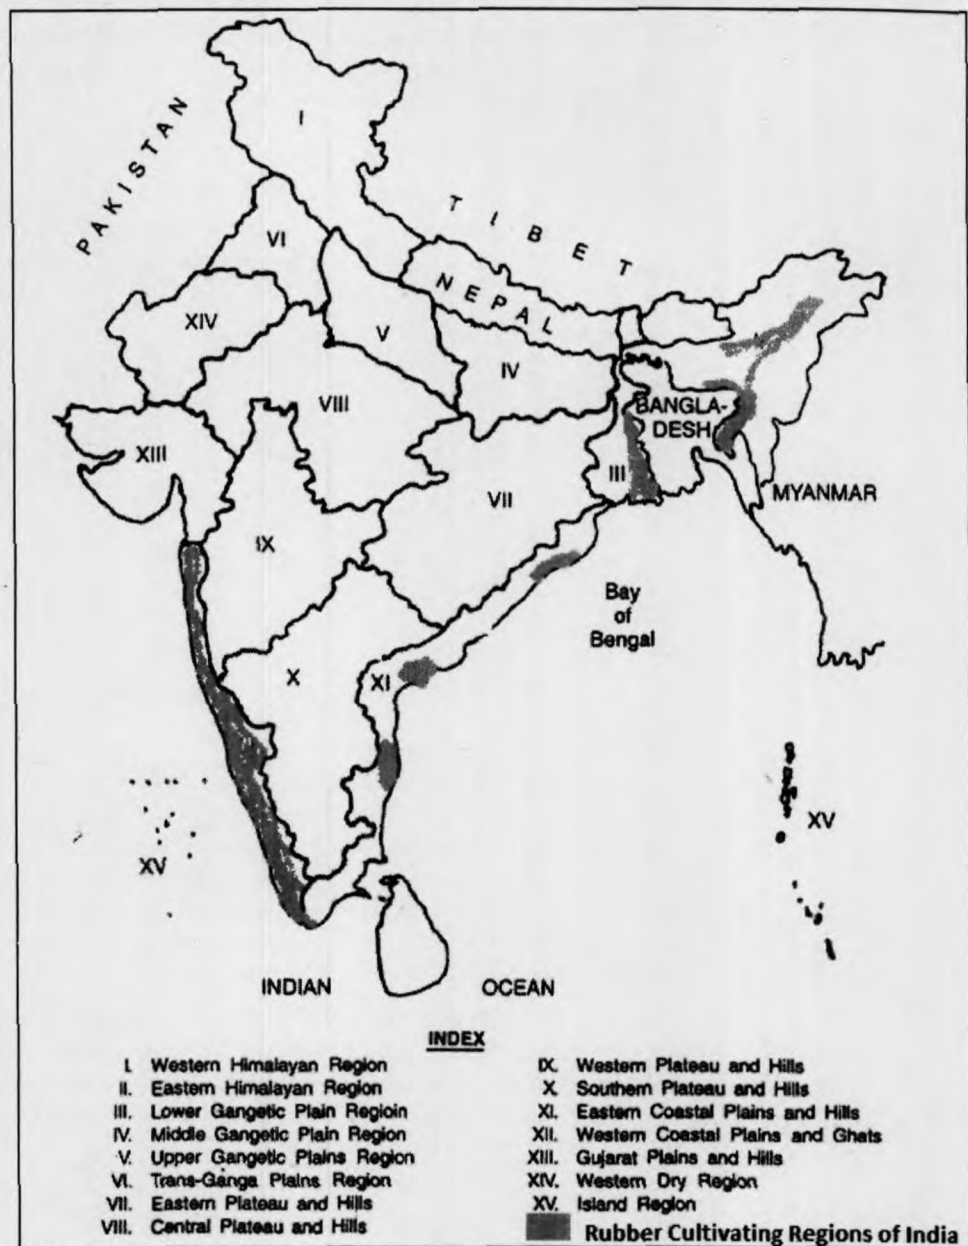 I
PAKISTAN
TIBET
VI
NEPAL
XIV
V
IV
VIII
BANGLA-
DESH
XIII
III
MYANMAR
VII
IX
Bay
of
Bengal
X
XI
XV
XV
INDIAN OCEAN
INDEX
I. Western Himalayan Region
II. Eastern Himalayan Region
III. Lower Gangetic Plain Regioin
IV. Middle Gangetic Plain Region
V. Upper Gangetic Plains Region
VI. Trans-Ganga Plains Region
VII. Eastern Plateau and Hills
VIII. Central Plateau and Hills
IX. Western Plateau and Hills
X. Southern Plateau and Hills
XI. Eastern Coastal Plains and Hills
XII. Western Coastal Plains and Ghats
XIII. Gujarat Plains and Hills
XIV. Western Dry Region
XV. Island Region
Rubber Cultivating Regions of India